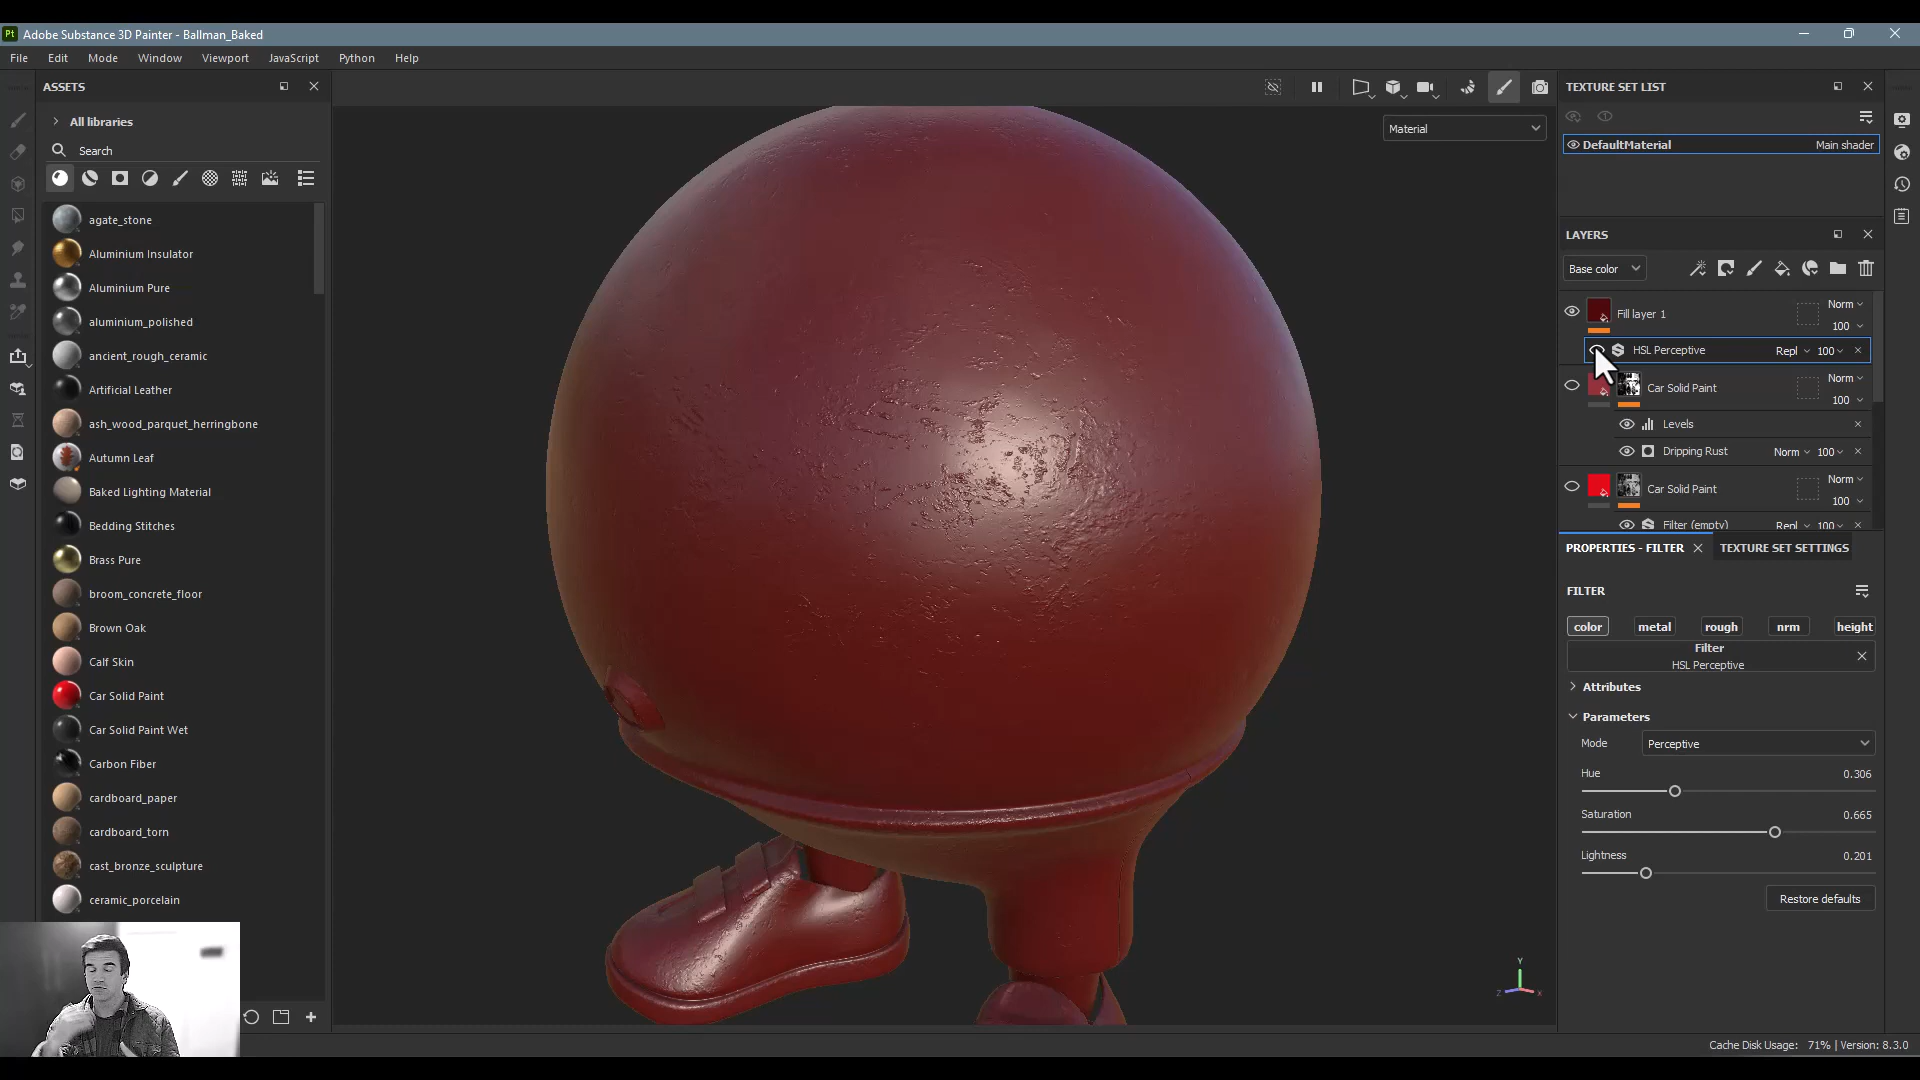 Pt Adobe Substance 3D Painter - Ballman_Baked
File Edit Mode Window Viewport JavaScript Python Help
ASSETS
All libraries
Search
agate_stone
Aluminium Insulator
Aluminium Pure
aluminium_polished
ancient_rough_ceramic
Artificial Leather
ash_wood_parquet_herringbone
Autumn Leaf
Baked Lighting Material
Bedding Stitches
Brass Pure
broom_concrete_floor
Brown Oak
Calf Skin
Car Solid Paint
Car Solid Paint Wet
Carbon Fiber
cardboard_paper
cardboard_torn
cast_bronze_sculpture
ceramic_porcelain
Material
Y
Z X
TEXTURE SET LIST
DefaultMaterial Main shader
LAYERS
Base color
Fill layer 1 Norm
100
HSL Perceptive Repl 100
Car Solid Paint Norm
100
Levels
Dripping Rust Norm 100
Car Solid Paint Norm
100
Filter (empty) Repl 100
PROPERTIES - FILTER TEXTURE SET SETTINGS
FILTER
color metal rough nrm height
Filter
HSL Perceptive
Attributes
Parameters
Mode Perceptive
Hue 0.306
Saturation 0.665
Lightness 0.201
Restore defaults
Cache Disk Usage: 71% | Version: 8.3.0